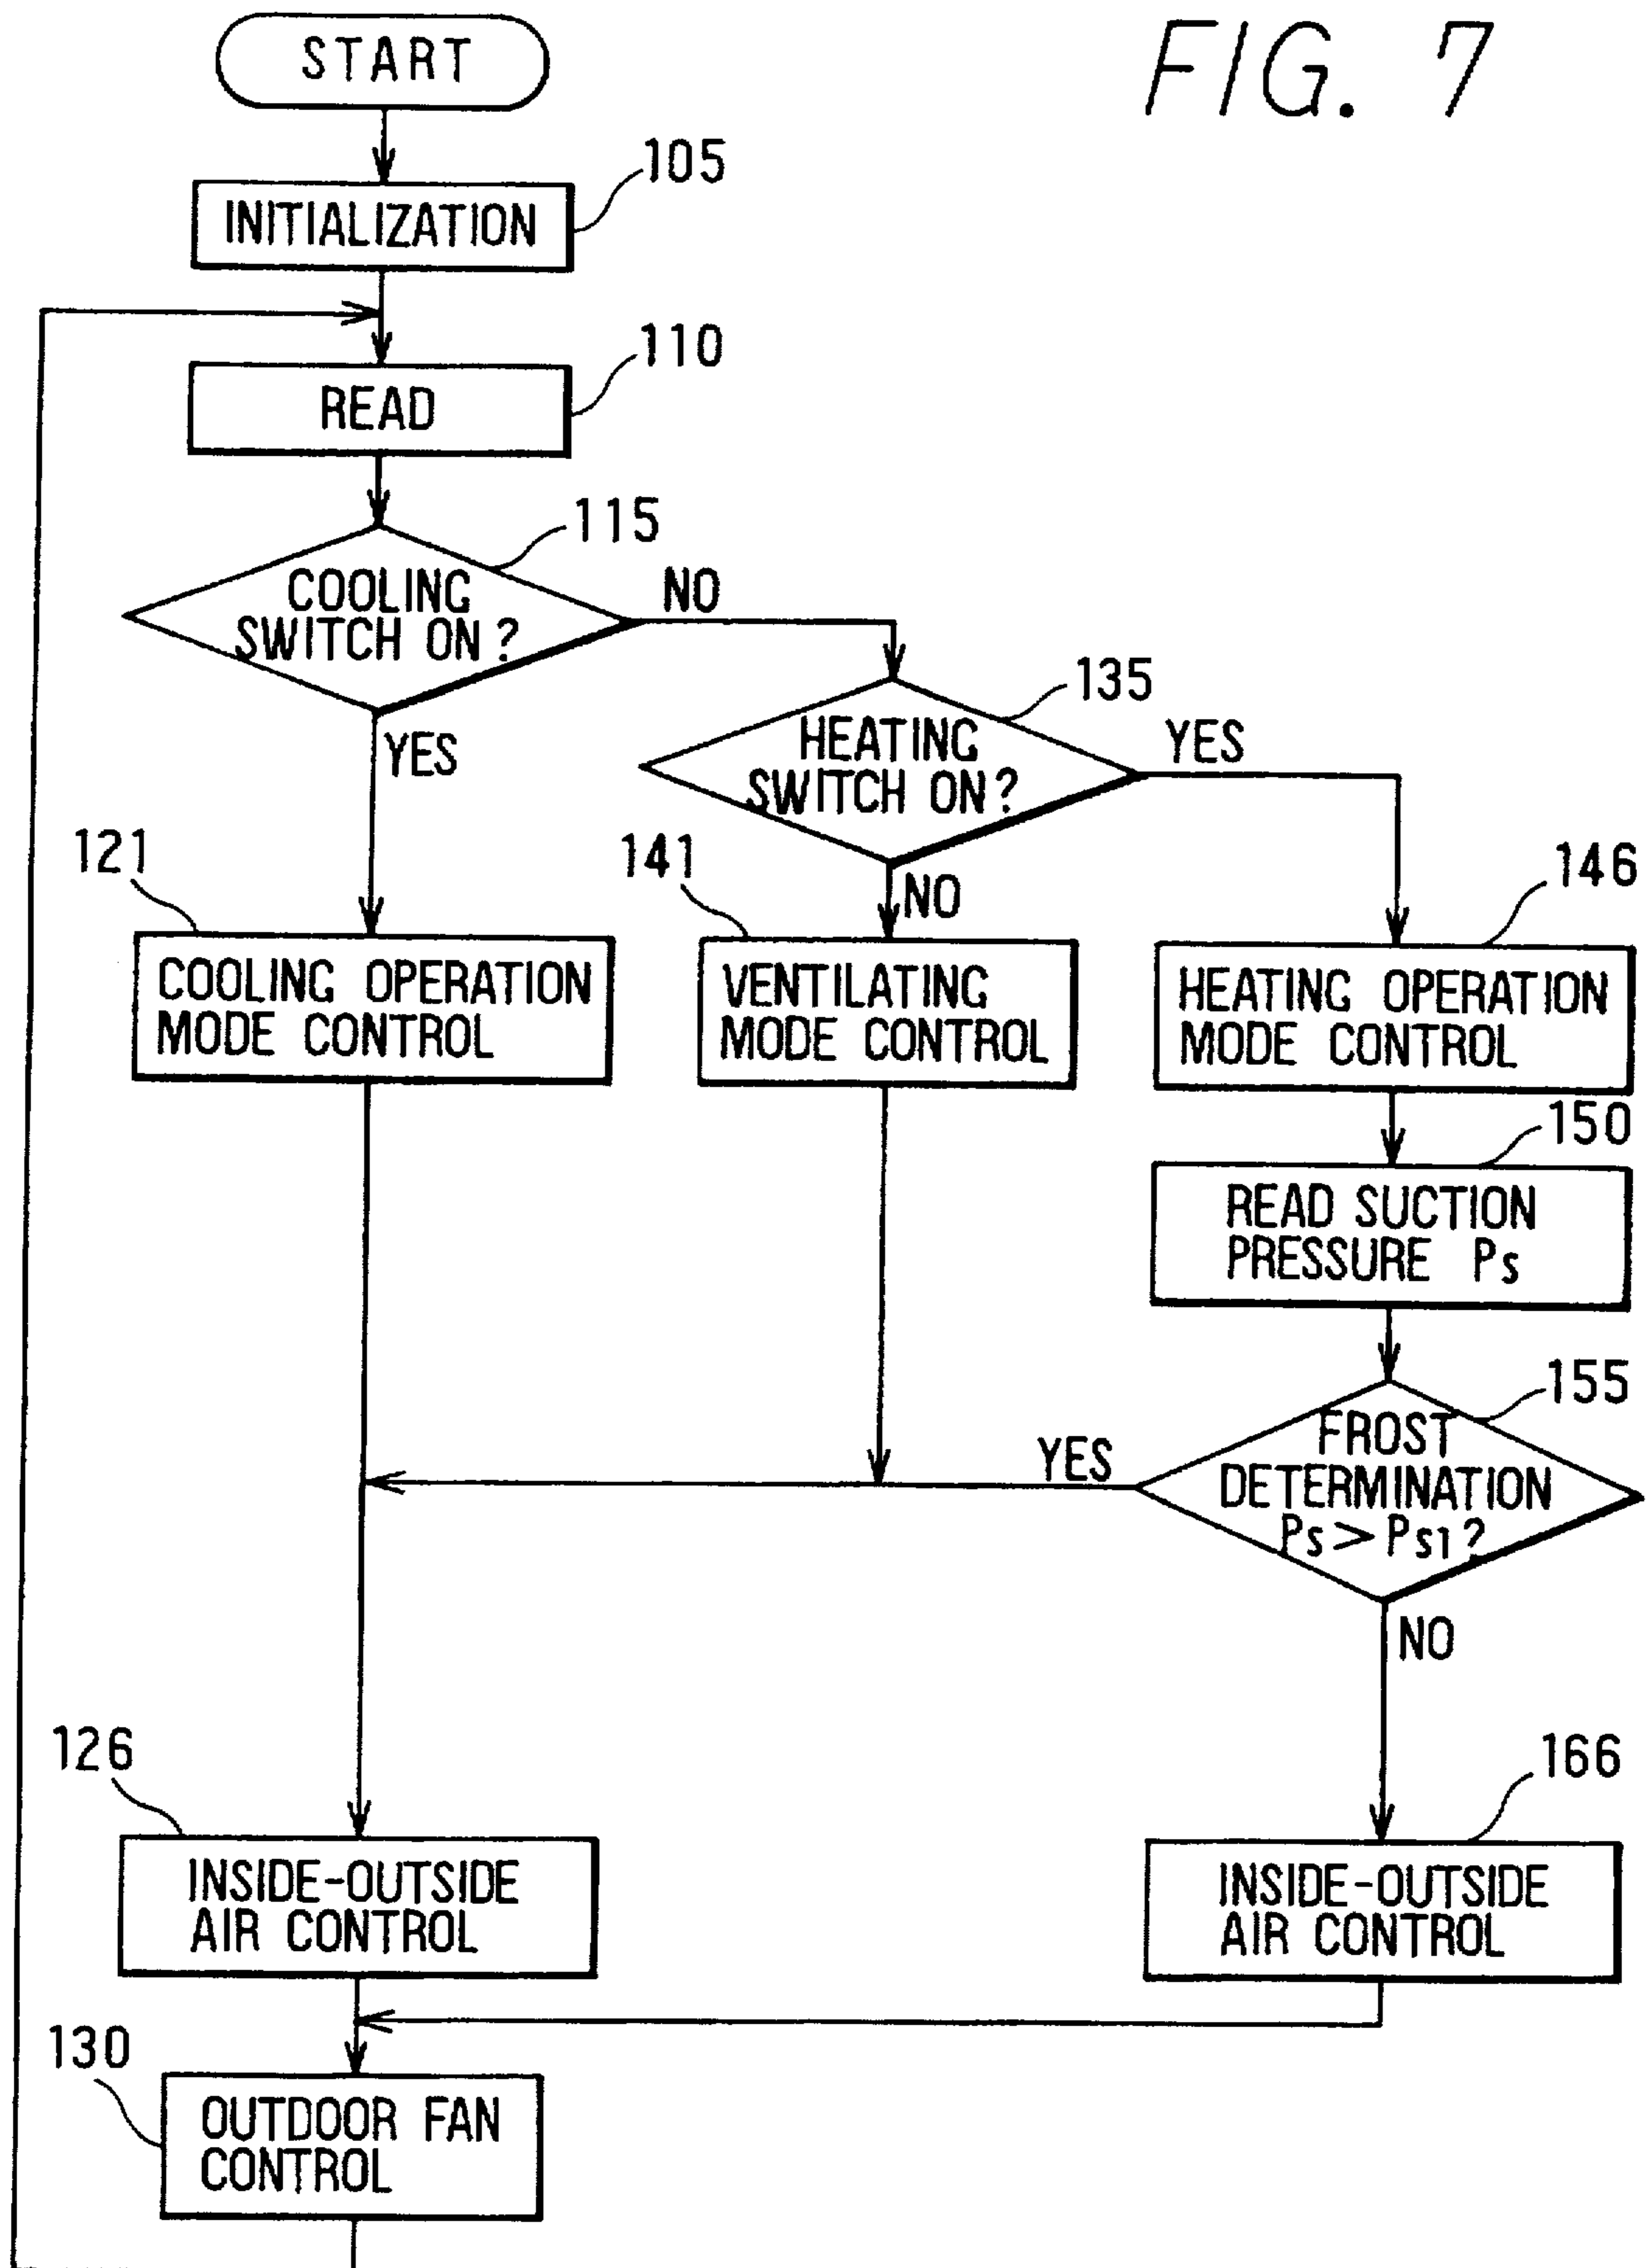 FIG. 7
START
105
INITIALIZATION
110
READ
115
COOLING
SWITCH ON?
NO
YES
135
HEATING
SWITCH ON?
YES
NO
121
COOLING OPERATION
MODE CONTROL
141
VENTILATING
MODE CONTROL
146
HEATING OPERATION
MODE CONTROL
150
READ SUCTION
PRESSURE Ps
155
FROST
DETERMINATION
Ps > Ps1?
YES
NO
126
INSIDE-OUTSIDE
AIR CONTROL
166
INSIDE-OUTSIDE
AIR CONTROL
130
OUTDOOR FAN
CONTROL